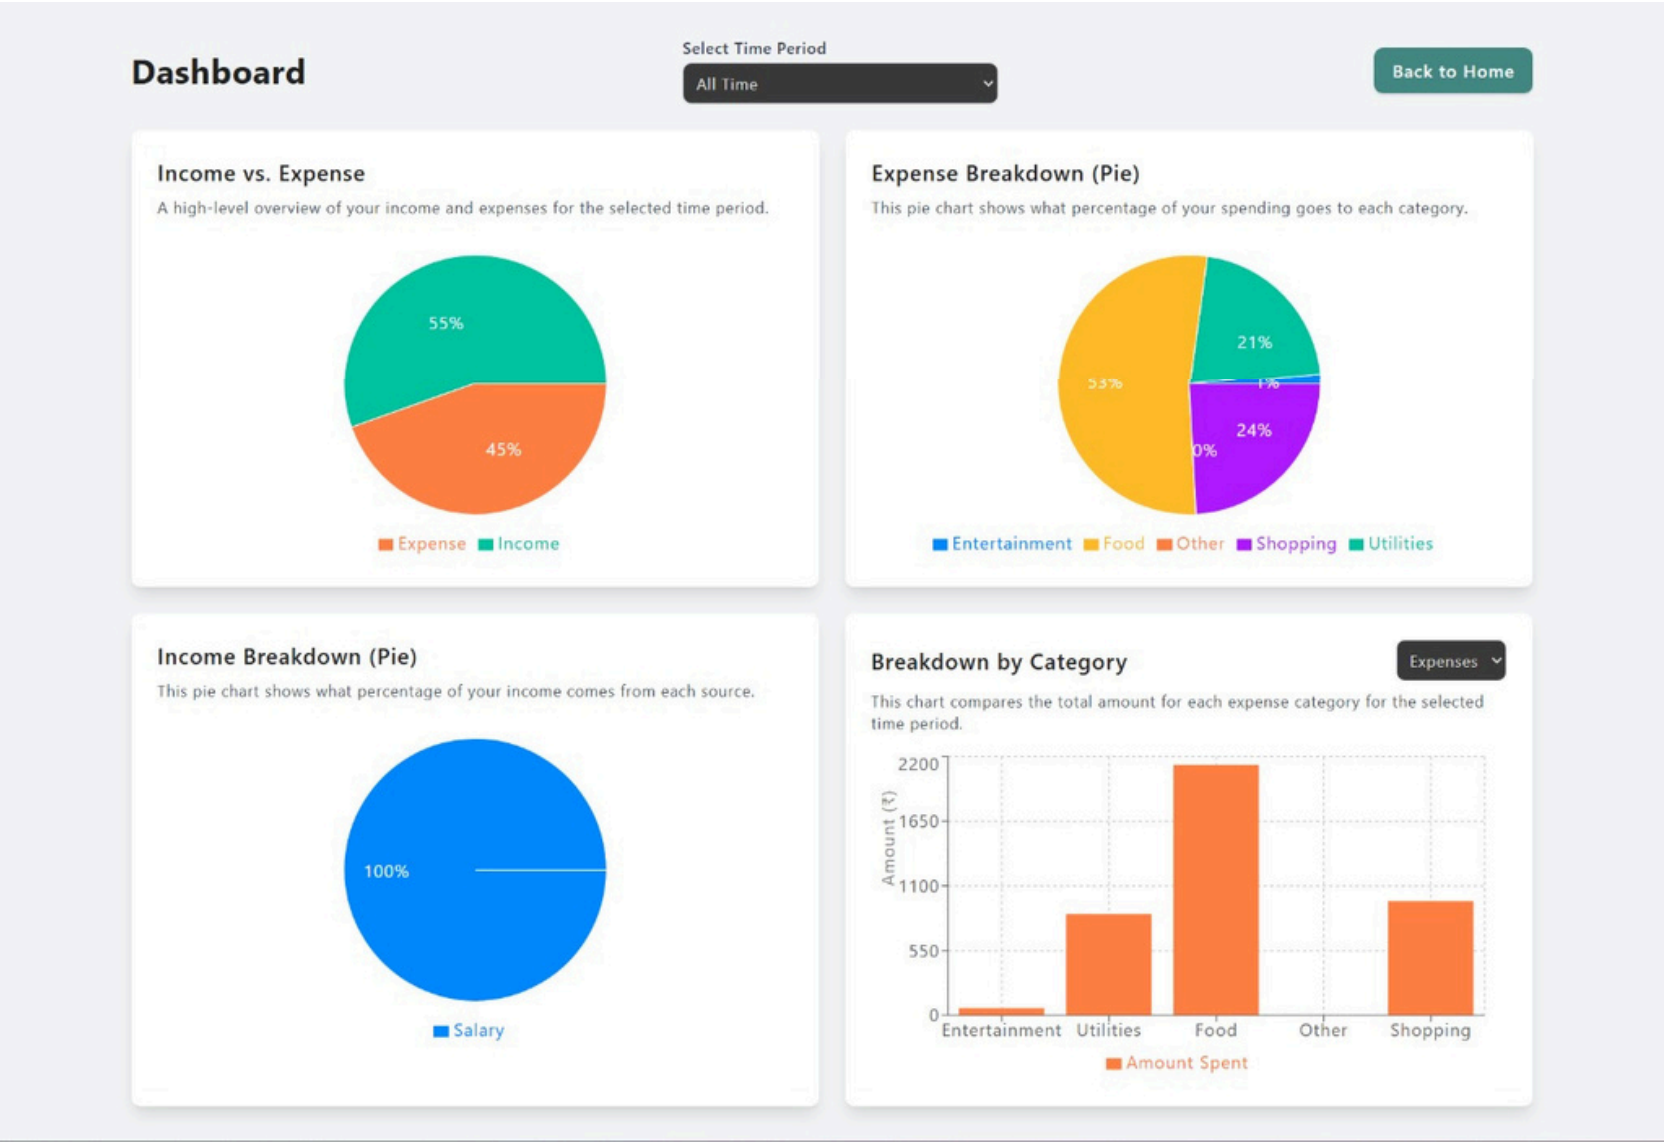 Dashboard
Select Time Period
All Time
Back to Home
Income vs. Expense
A high-level overview of your income and expenses for the selected time period.
55%
45%
Expense Income
Expense Breakdown (Pie)
This pie chart shows what percentage of your spending goes to each category.
21%
53%
1%
24%
0%
Entertainment Food Other Shopping Utilities
Income Breakdown (Pie)
This pie chart shows what percentage of your income comes from each source.
100%
Salary
Breakdown by Category
Expenses
This chart compares the total amount for each expense category for the selected
time period.
Amount (₹)
2200
1650
1100
550
0
Entertainment Utilities Food Other Shopping
Amount Spent